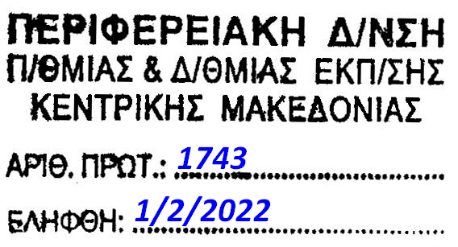 ΠΕΡΙΦΕΡΕΙΑΚΗ Δ/ΝΣΗ
Π/ΘΜΙΑΣ & Δ/ΘΜΙΑΣ ΕΚΠ/ΣΗΣ
ΚΕΝΤΡΙΚΗΣ ΜΑΚΕΔΟΝΙΑΣ
ΑΡΙΘ. ΠΡΩΤ.: 1743
ΕΛΗΦΘΗ: 1/2/2022